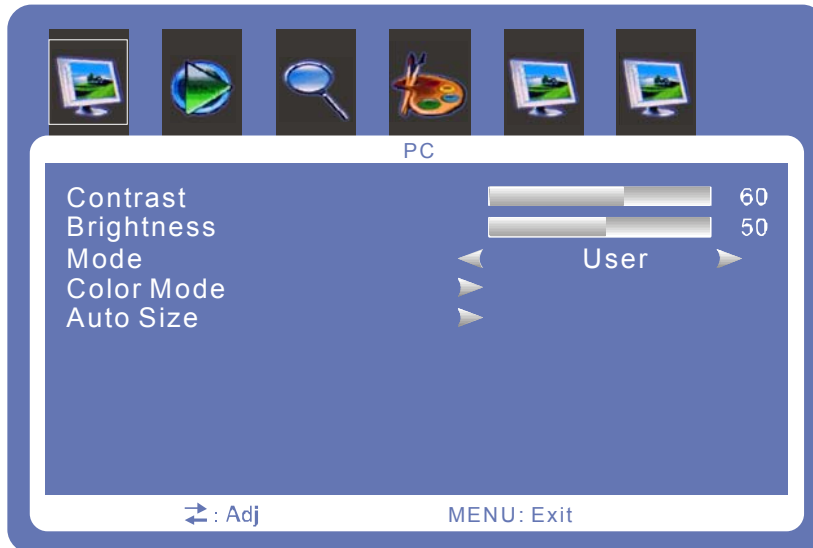 PC
Contrast 60
Brightness 50
Mode User
Color Mode
Auto Size
: Adj MENU: Exit